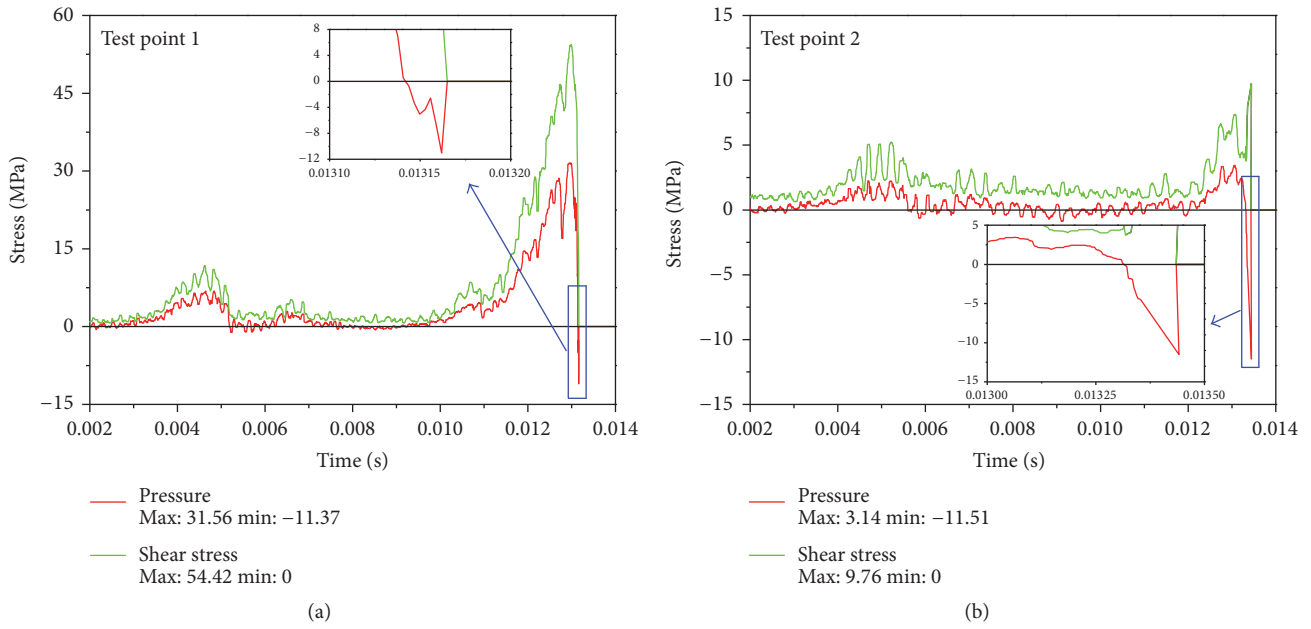 Test point 1
60
45
30
15
0
−15
Stress (MPa)
8
4
0
−4
−8
−12
0.01310
0.01315
0.01320
0.002
0.004
0.006
0.008
0.010
0.012
0.014
Time (s)
Pressure
Max: 31.56 min: −11.37
Shear stress
Max: 54.42 min: 0
(a)
Test point 2
15
10
5
0
−5
−10
−15
Stress (MPa)
5
0
−5
−10
−15
0.01300
0.01325
0.01350
0.002
0.004
0.006
0.008
0.010
0.012
0.014
Time (s)
Pressure
Max: 3.14 min: −11.51
Shear stress
Max: 9.76 min: 0
(b)